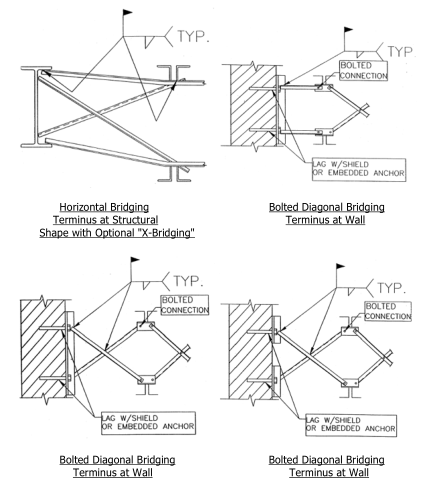 TYP.
Horizontal Bridging
Terminus at Structural
Shape with Optional "X-Bridging"
TYP.
BOLTED
CONNECTION
LAG W/SHIELD
OR EMBEDDED ANCHOR
Bolted Diagonal Bridging
Terminus at Wall
TYP.
BOLTED
CONNECTION
LAG W/SHIELD
OR EMBEDDED ANCHOR
Bolted Diagonal Bridging
Terminus at Wall
TYP.
BOLTED
CONNECTION
LAG W/SHIELD
OR EMBEDDED ANCHOR
Bolted Diagonal Bridging
Terminus at Wall